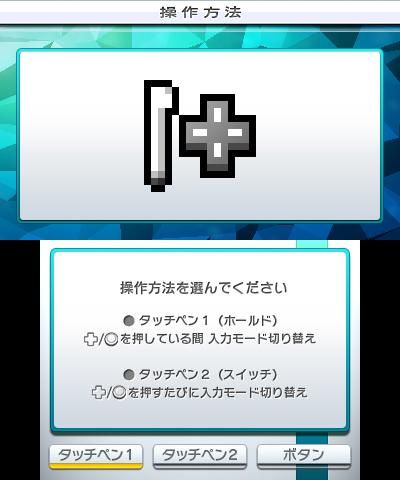 操作方法
操作方法を選んでください
● タッチペン1（ホールド）
✚/◯を押している間 入力モード切り替え
● タッチペン2（スイッチ）
✚/◯を押すたびに入力モード切り替え
タッチペン1 タッチペン2 ボタン